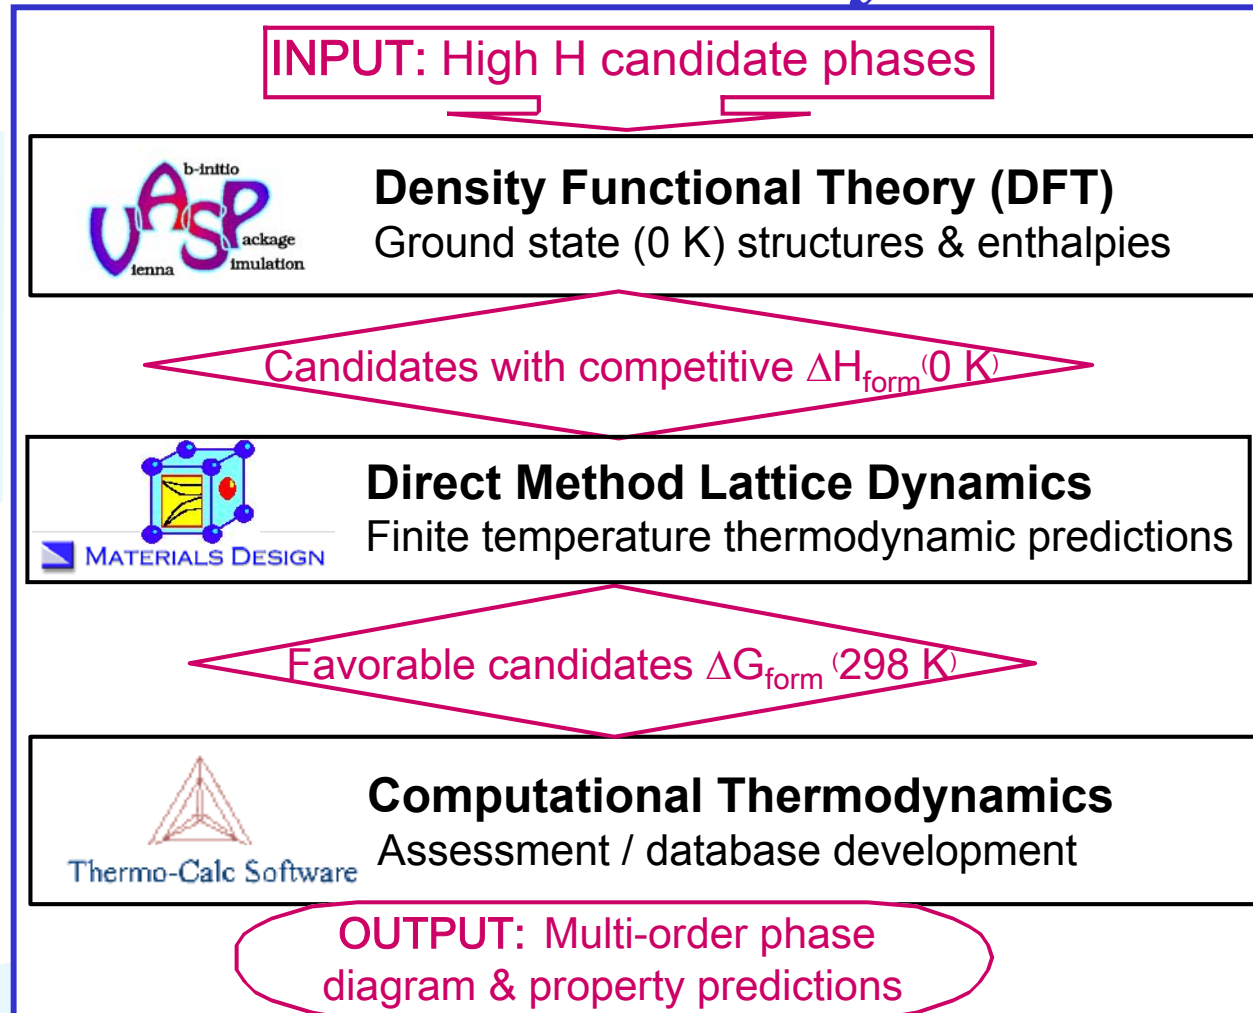 INPUT: High H candidate phases
b-initio
VASP
ackage
ienna
imulation
Density Functional Theory (DFT)
Ground state (0 K) structures & enthalpies
Candidates with competitive ΔHform(0 K)
MATERIALS DESIGN
Direct Method Lattice Dynamics
Finite temperature thermodynamic predictions
Favorable candidates ΔGform (298 K)
Thermo-Calc Software
Computational Thermodynamics
Assessment / database development
OUTPUT: Multi-order phase
diagram & property predictions